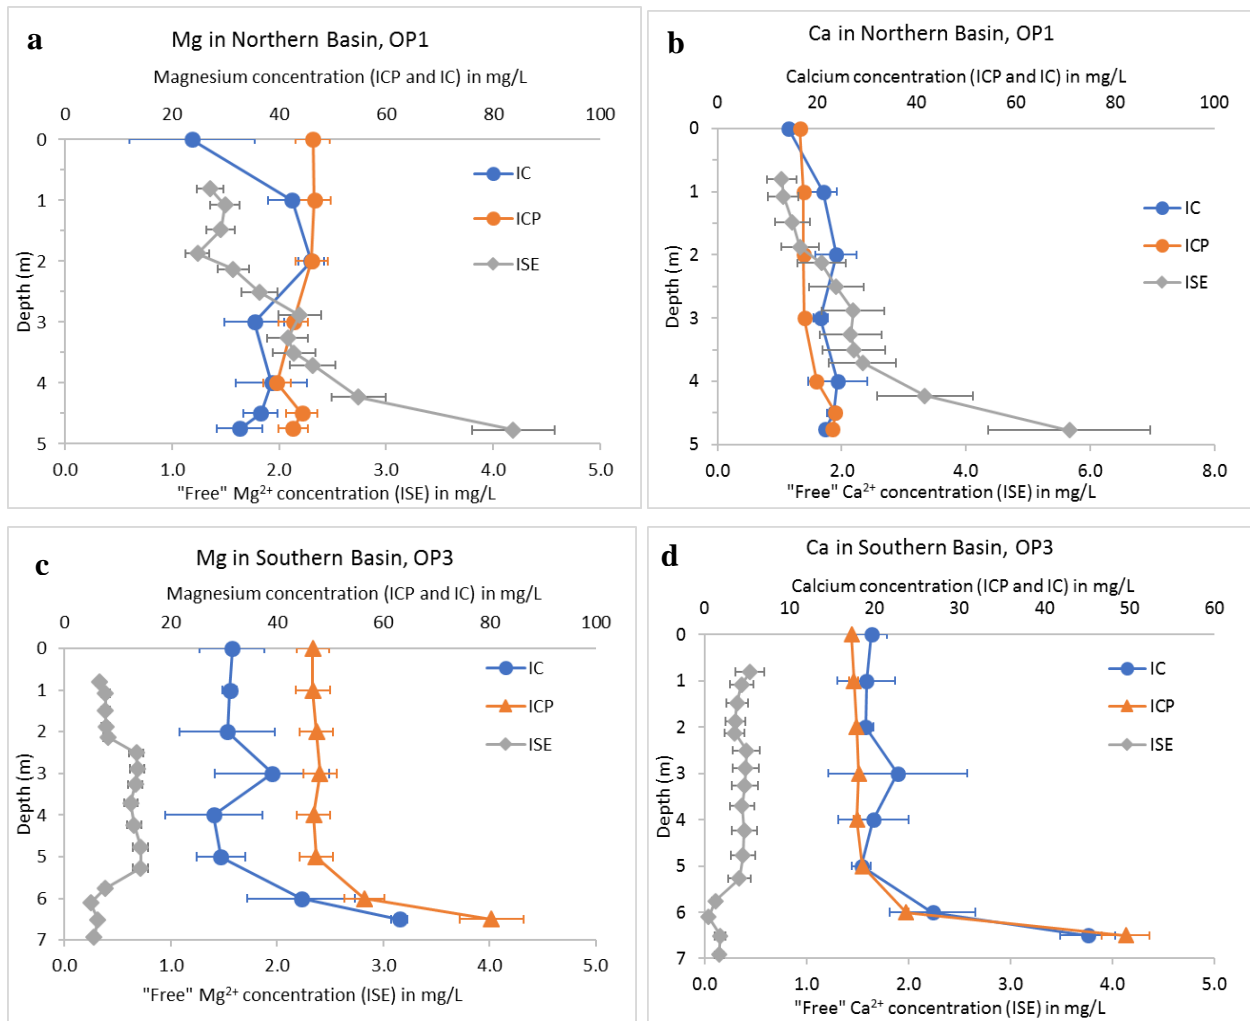 a
Mg in Northern Basin, OP1
Magnesium concentration (ICP and IC) in mg/L
0 20 40 60 80 100
0
1
2
3
4
5
Depth (m)
IC
ICP
ISE
0.0 1.0 2.0 3.0 4.0 5.0
"Free" Mg²⁺ concentration (ISE) in mg/L
b
Ca in Northern Basin, OP1
Calcium concentration (ICP and IC) in mg/L
0 20 40 60 80 100
0
1
2
3
4
5
Depth (m)
IC
ICP
ISE
0.0 2.0 4.0 6.0 8.0
"Free" Ca²⁺ concentration (ISE) in mg/L
c
Mg in Southern Basin, OP3
Magnesium concentration (ICP and IC) in mg/L
0 20 40 60 80 100
0
1
2
3
4
5
6
7
Depth (m)
IC
ICP
ISE
0.0 1.0 2.0 3.0 4.0 5.0
"Free" Mg²⁺ concentration (ISE) in mg/L
d
Ca in Southern Basin, OP3
Calcium concentration (ICP and IC) in mg/L
0 10 20 30 40 50 60
0
1
2
3
4
5
6
7
Depth (m)
IC
ICP
ISE
0.0 1.0 2.0 3.0 4.0 5.0
"Free" Ca²⁺ concentration (ISE) in mg/L